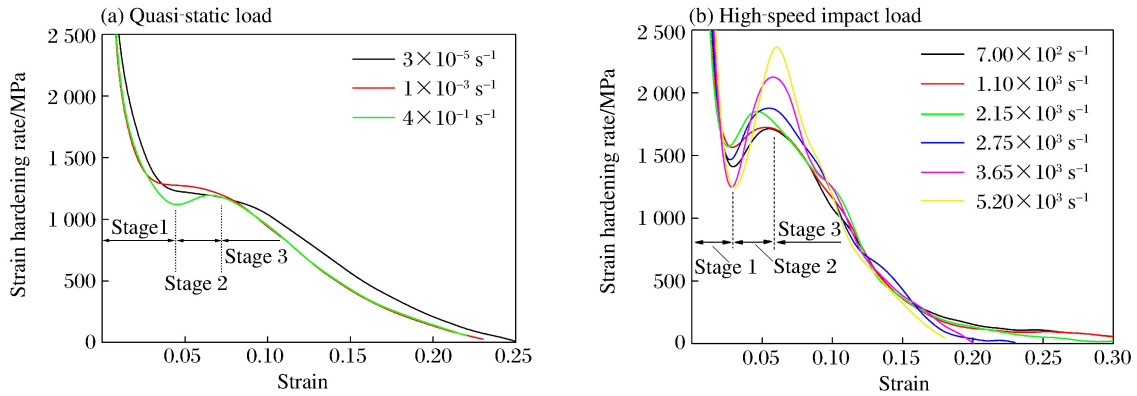 (a) Quasi-static load
2 500
2 000
1 500
1 000
500
0
0.05
0.10
0.15
0.20
0.25
Strain hardening rate/MPa
Strain
3×10⁻⁵ s⁻¹
1×10⁻³ s⁻¹
4×10⁻¹ s⁻¹
Stage1
Stage 2
Stage 3
(b) High-speed impact load
2 500
2 000
1 500
1 000
500
0
0.05
0.10
0.15
0.20
0.25
0.30
Strain hardening rate/MPa
Strain
7.00×10² s⁻¹
1.10×10³ s⁻¹
2.15×10³ s⁻¹
2.75×10³ s⁻¹
3.65×10³ s⁻¹
5.20×10³ s⁻¹
Stage 1
Stage 2
Stage 3